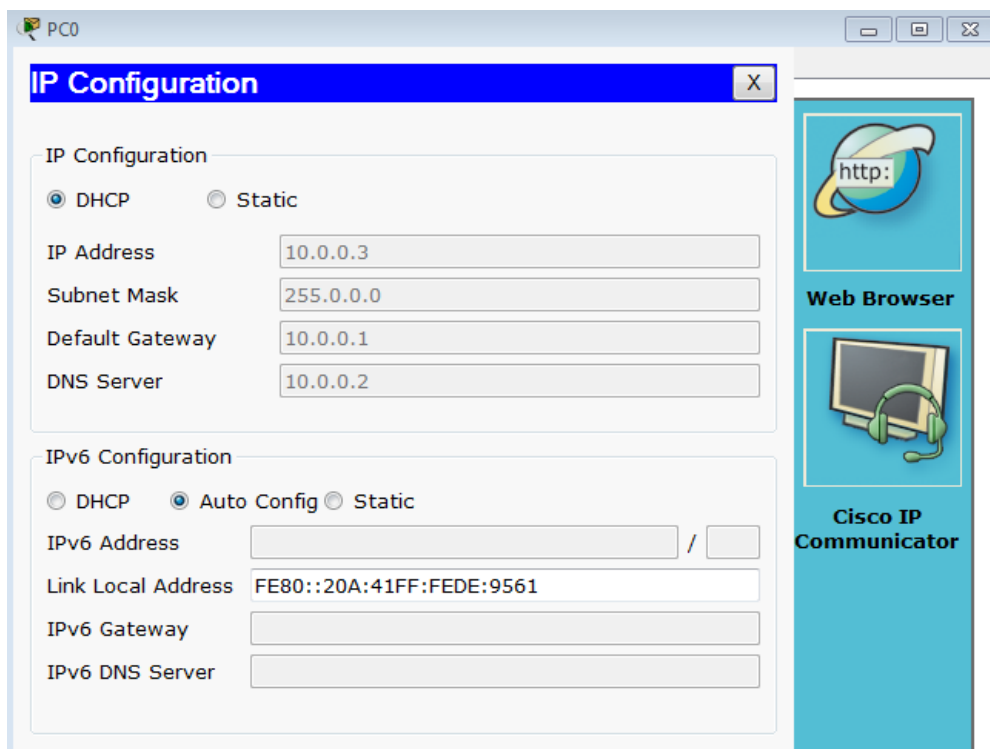 PC0
IP Configuration
X
IP Configuration
DHCP Static
IP Address 10.0.0.3
Subnet Mask 255.0.0.0
Default Gateway 10.0.0.1
DNS Server 10.0.0.2
IPv6 Configuration
DHCP Auto Config Static
IPv6 Address /
Link Local Address FE80::20A:41FF:FEDE:9561
IPv6 Gateway
IPv6 DNS Server
http:
Web Browser
Cisco IP
Communicator